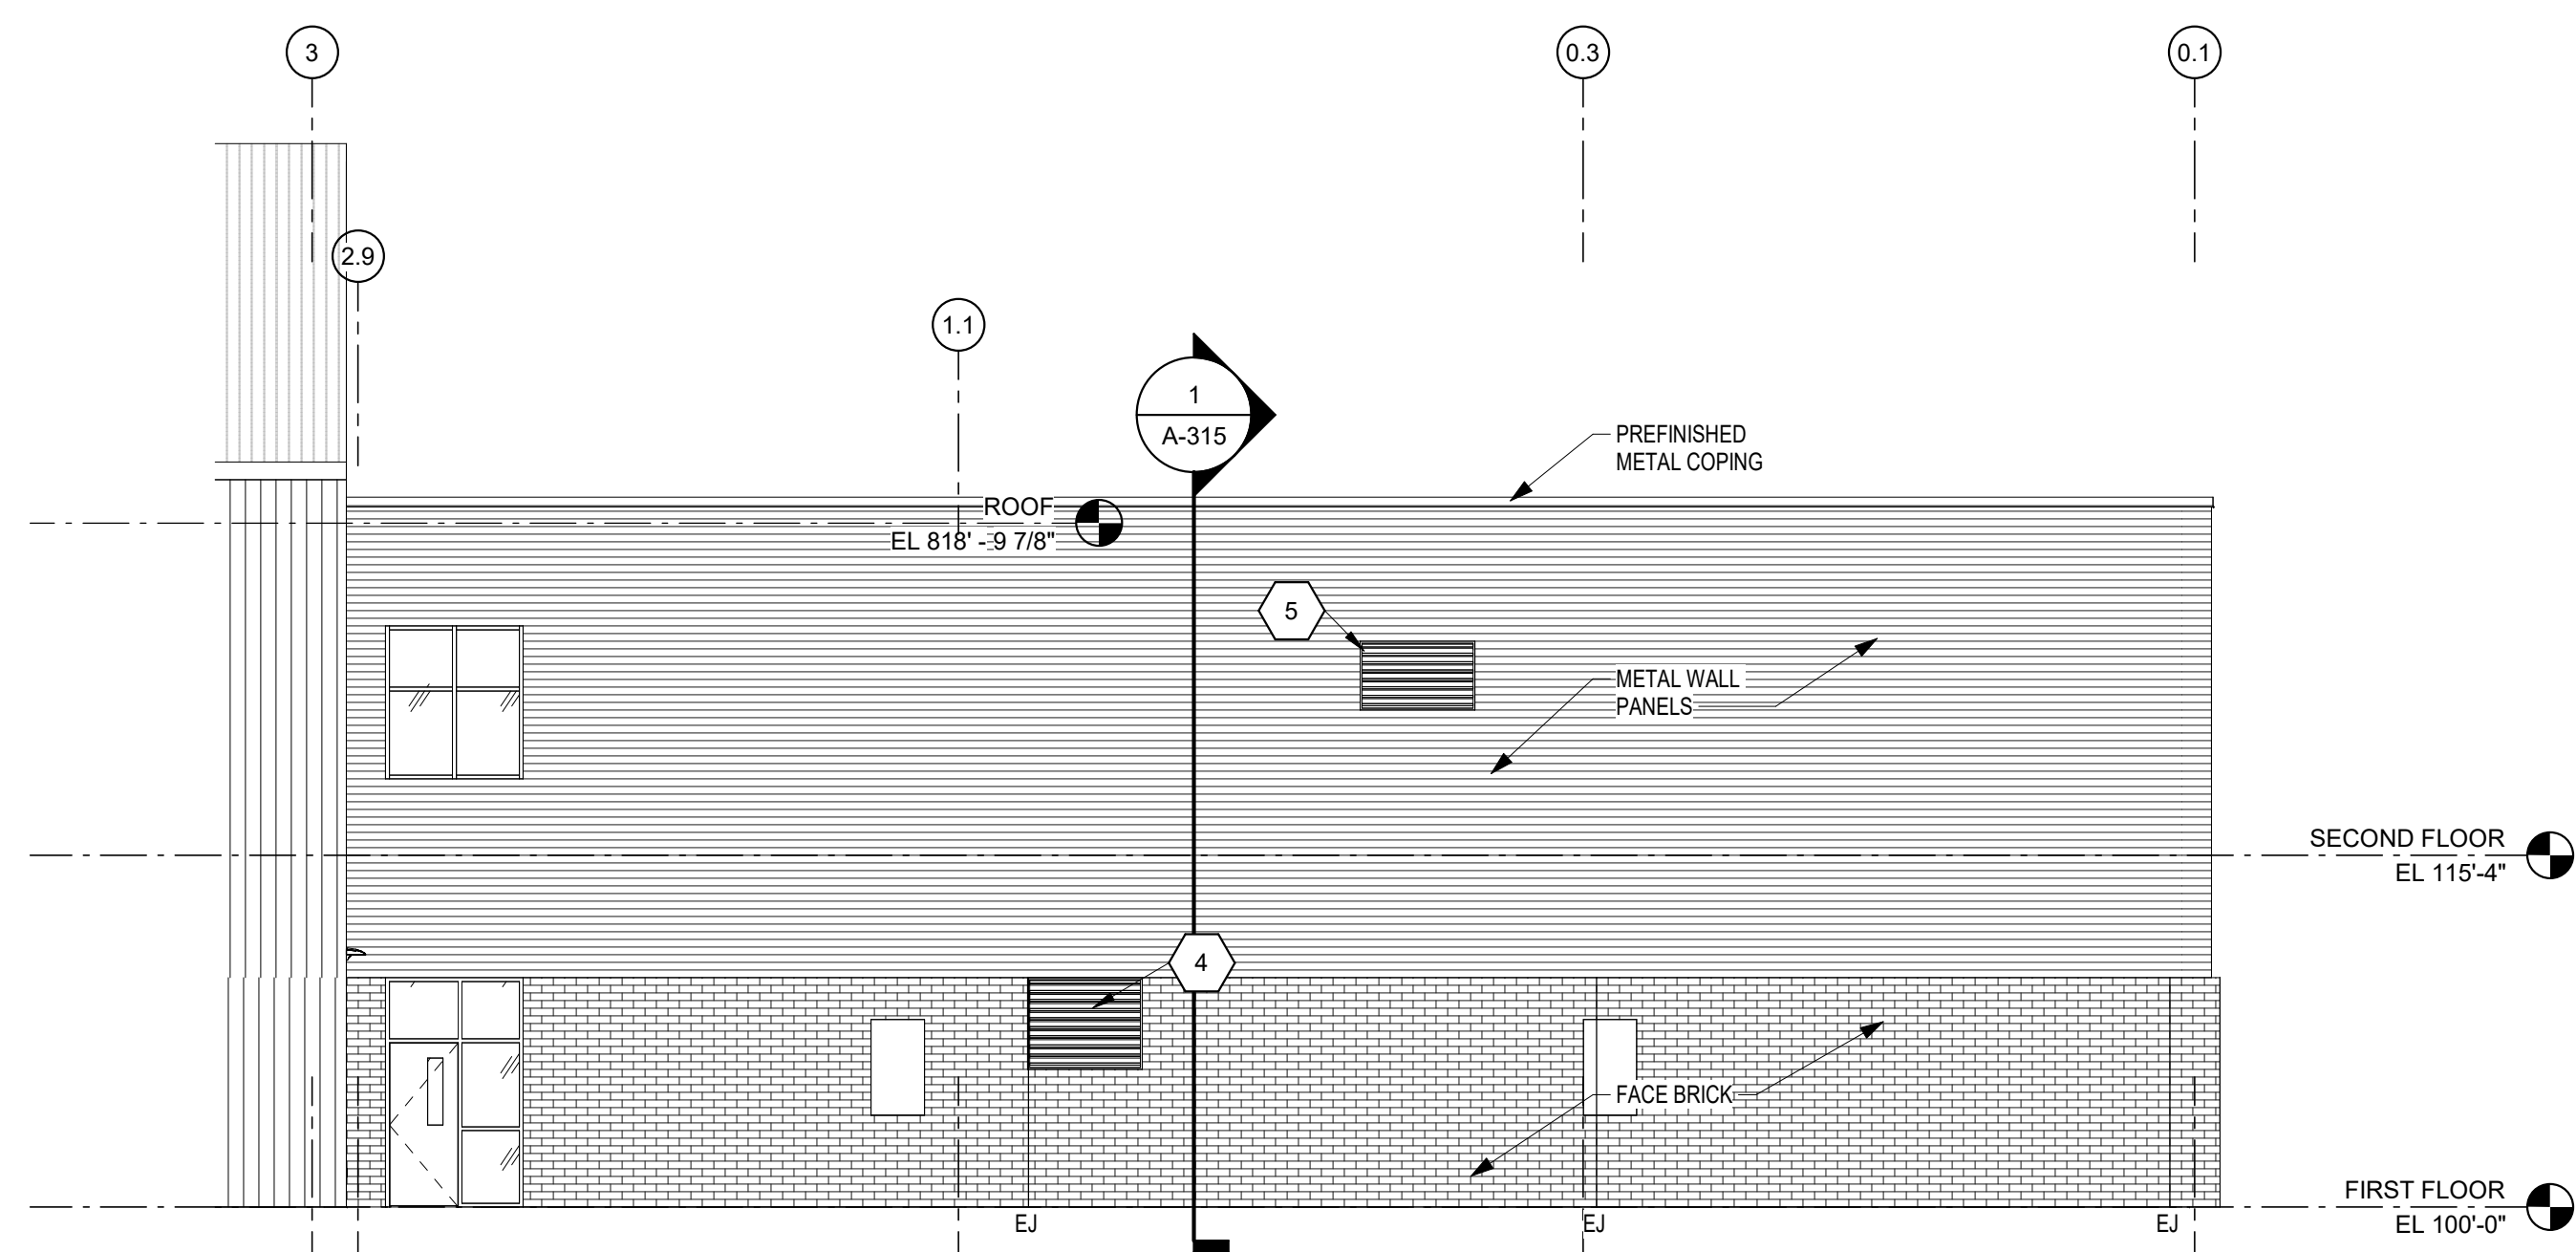 3
0.3
0.1
2.9
1.1
1
A-315
PREFINISHED
METAL COPING
ROOF
EL 818' - 9 7/8"
5
METAL WALL
PANELS
SECOND FLOOR
EL 115'-4"
4
FACE BRICK
FIRST FLOOR
EL 100'-0"
EJ
EJ
EJ